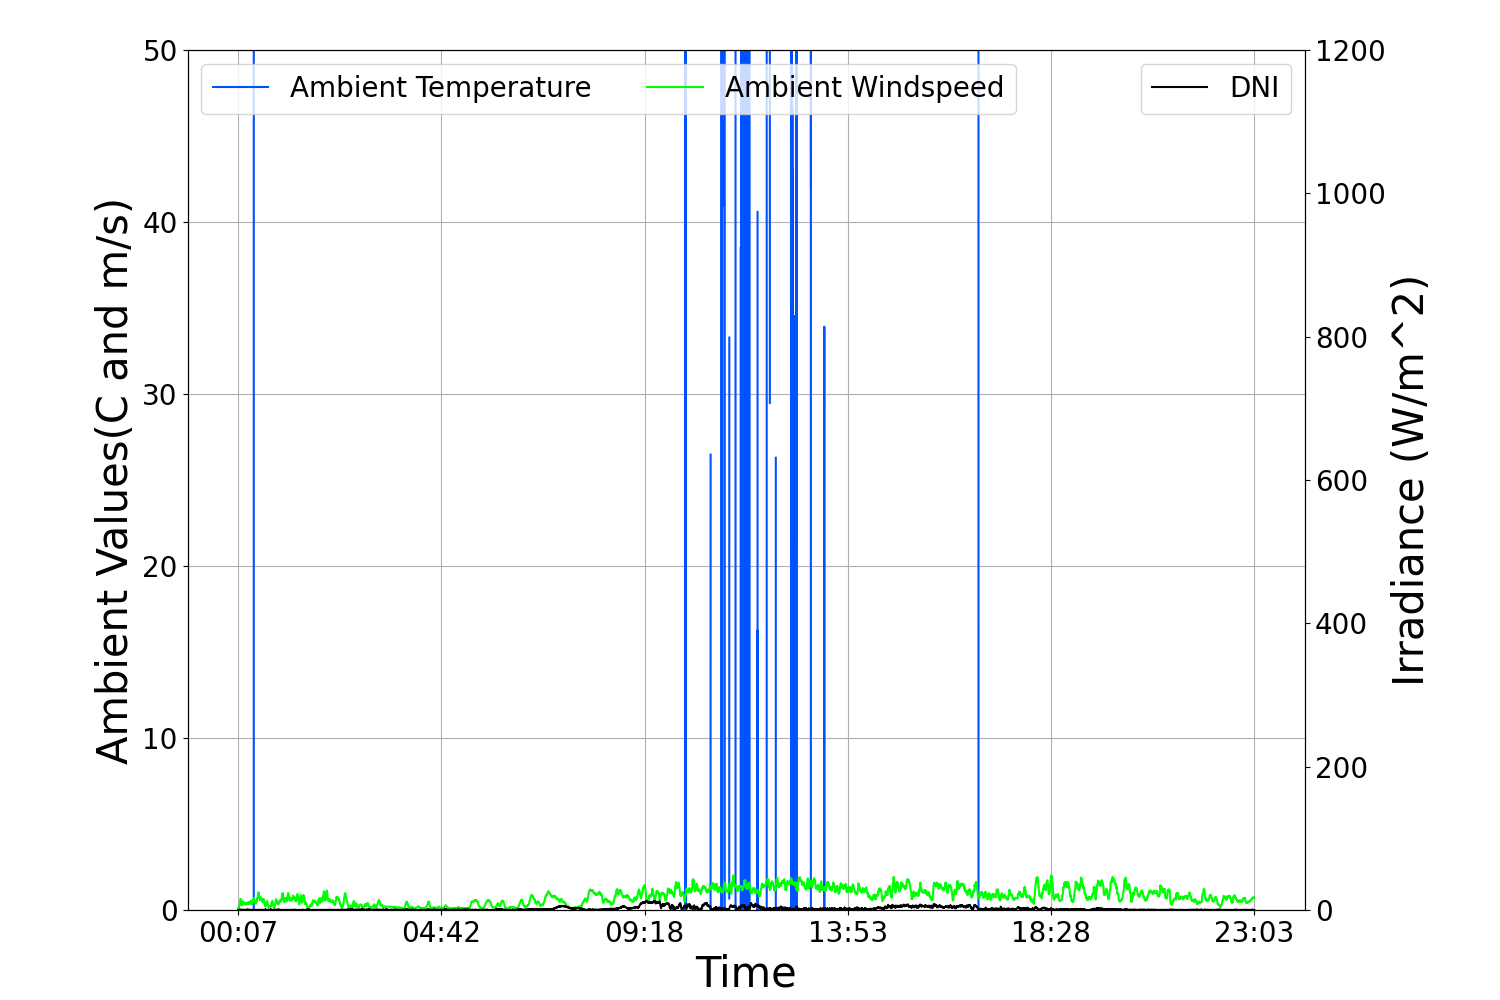 Ambient Temperature Ambient Windspeed DNI
Ambient Values(C and m/s)
50
40
30
20
10
0
1200
1000
800
600
400
200
0
Irradiance (W/m^2)
00:07 04:42 09:18 13:53 18:28 23:03
Time